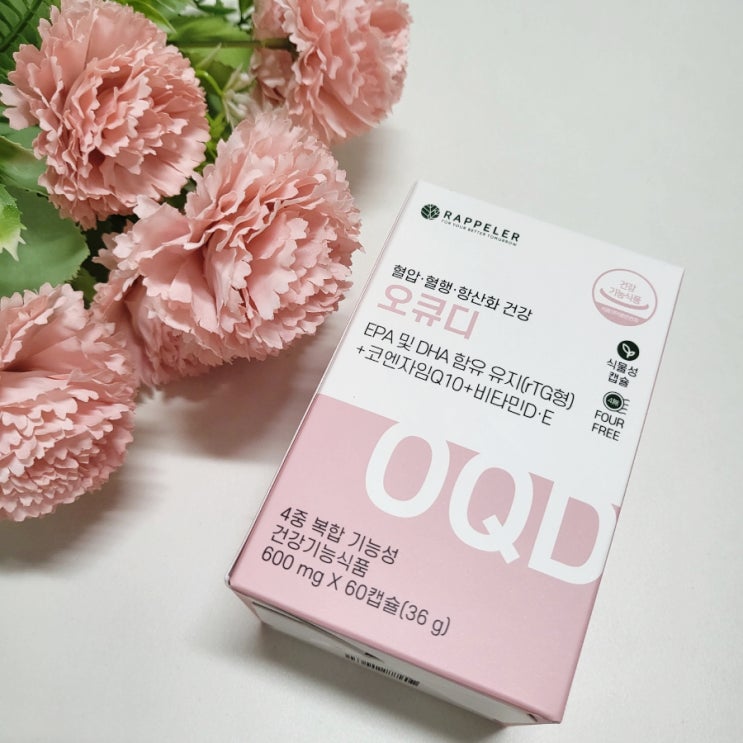 RAPPELER
FOR YOUR BETTER TOMORROW
혈압·혈행·항산화 건강
오큐디
EPA 및 DHA 함유 유지(rTG형)
+코엔자임Q10+비타민D·E
건강
기능식품
식물성
캡슐
FOUR
FREE
OQD
4중 복합 기능성
건강기능식품
600 mg X 60캡슐(36 g)